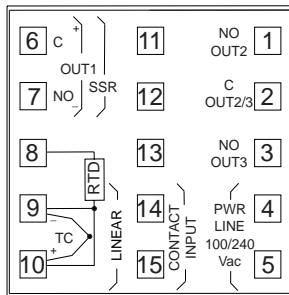 6 C + 11 NO 1
OUT2
OUT1
SSR
7 NO – 12 C 2
OUT2/3
8 13 NO 3
OUT3
RTD
9 – 14 PWR 4
TC LINEAR CONTACT INPUT LINE
100/240
10 + 15 Vac 5